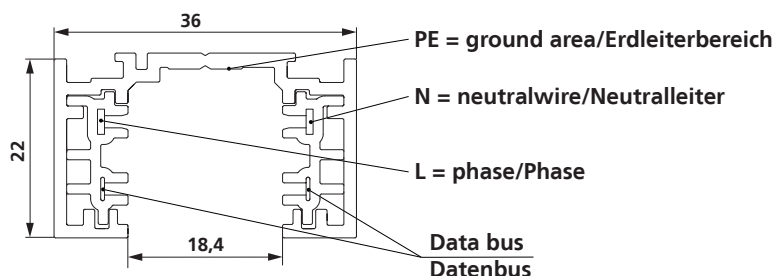 36
PE = ground area/Erdleiterbereich
N = neutralwire/Neutralleiter
22
L = phase/Phase
18,4
Data bus
Datenbus